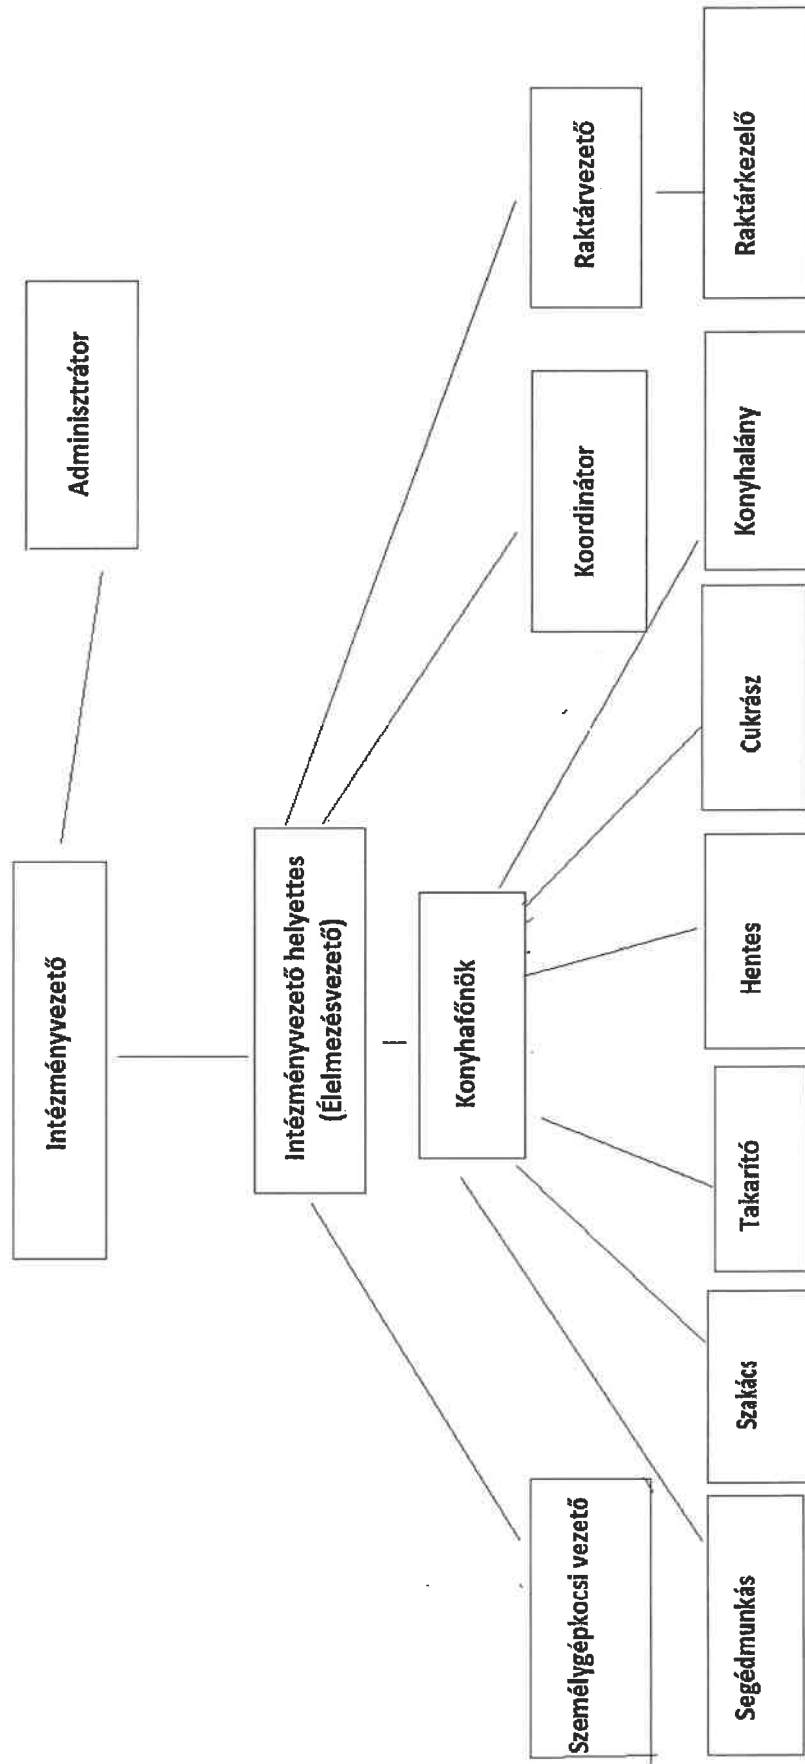 Adminisztrátor
Intézményvezető
Intézményvezető helyettes
(Élelmezésvezető)
Konyhafőnök
Személygépkocsi vezető
Koordinátor
Raktárvezető
Segédmunkás
Szakács
Takarító
Hentes
Cukrász
Konyhalány
Raktárkezelő